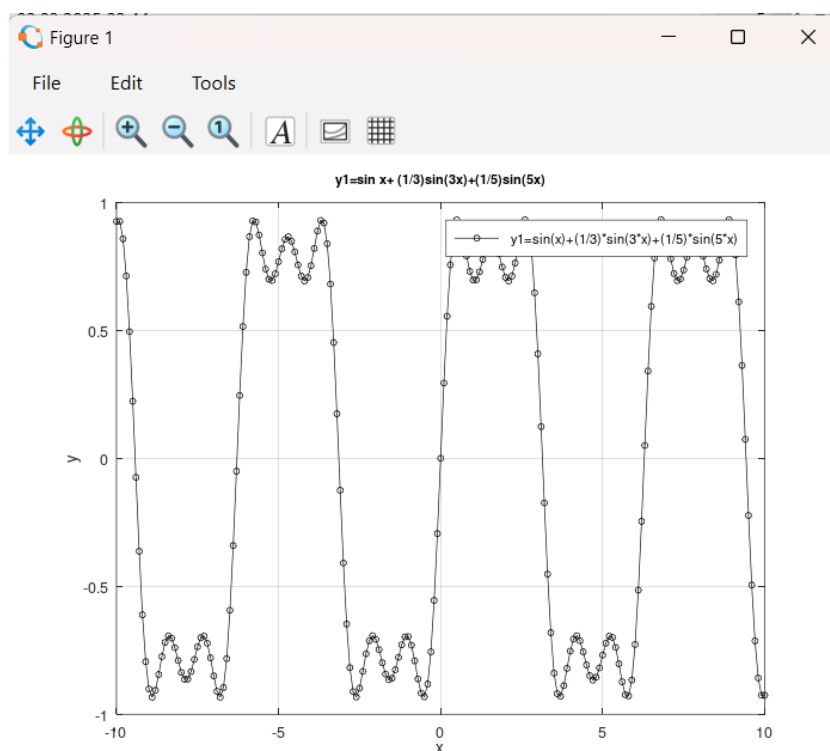 Figure 1
File Edit Tools
y1=sin x+ (1/3)sin(3x)+(1/5)sin(5x)
y1=sin(x)+(1/3)*sin(3*x)+(1/5)*sin(5*x)
1
0.5
0
-0.5
-1
y
-10 -5 0 5 10
x